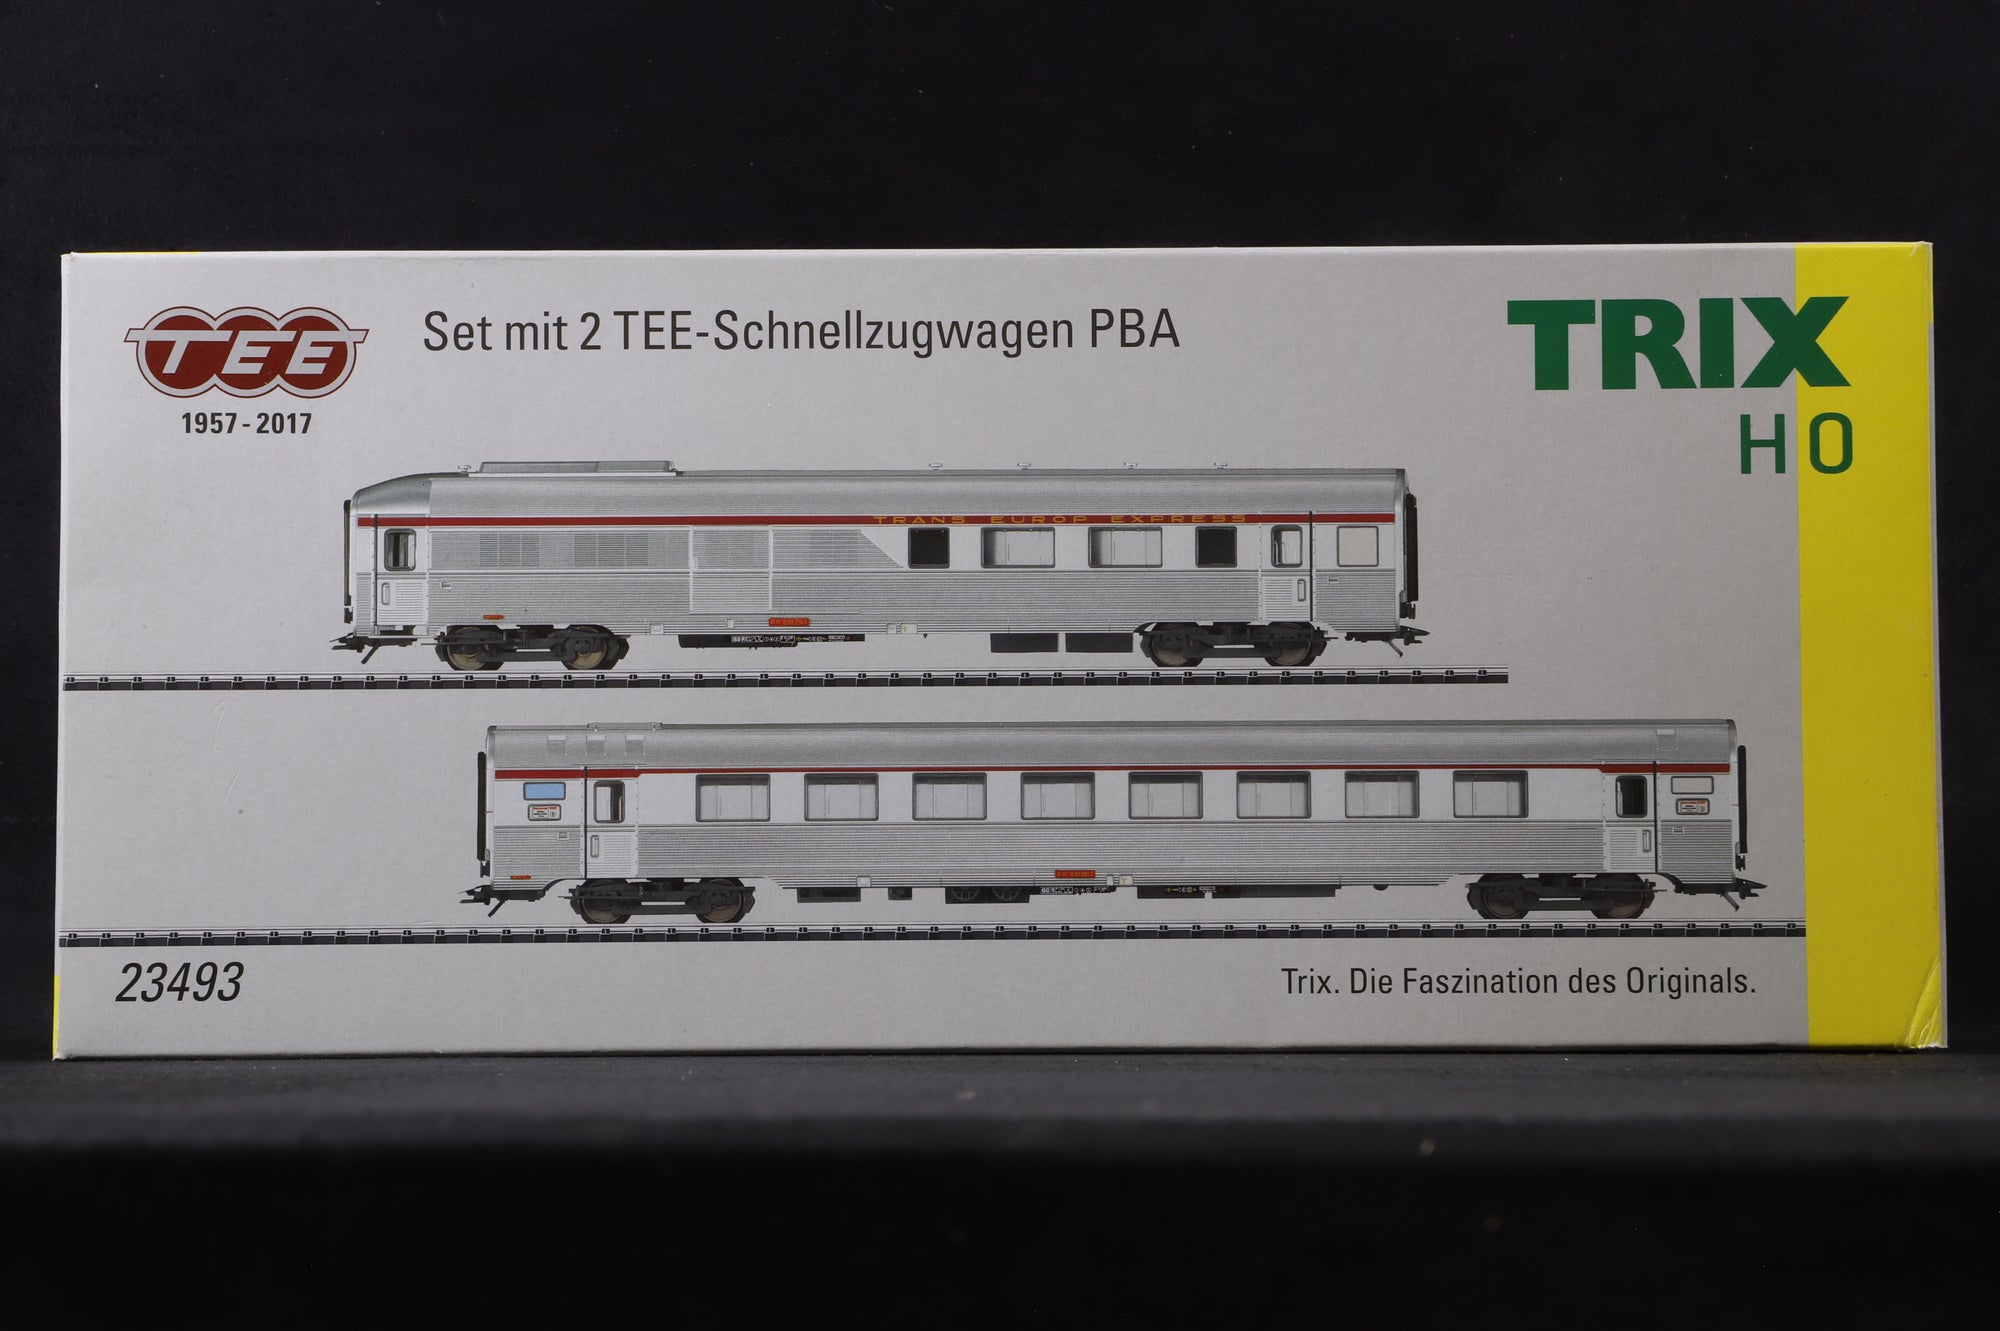 TEE
1957 - 2017
Set mit 2 TEE-Schnellzugwagen PBA
TRIX
H0
TRANS EUROP EXPRESS
23493
Trix. Die Faszination des Originals.